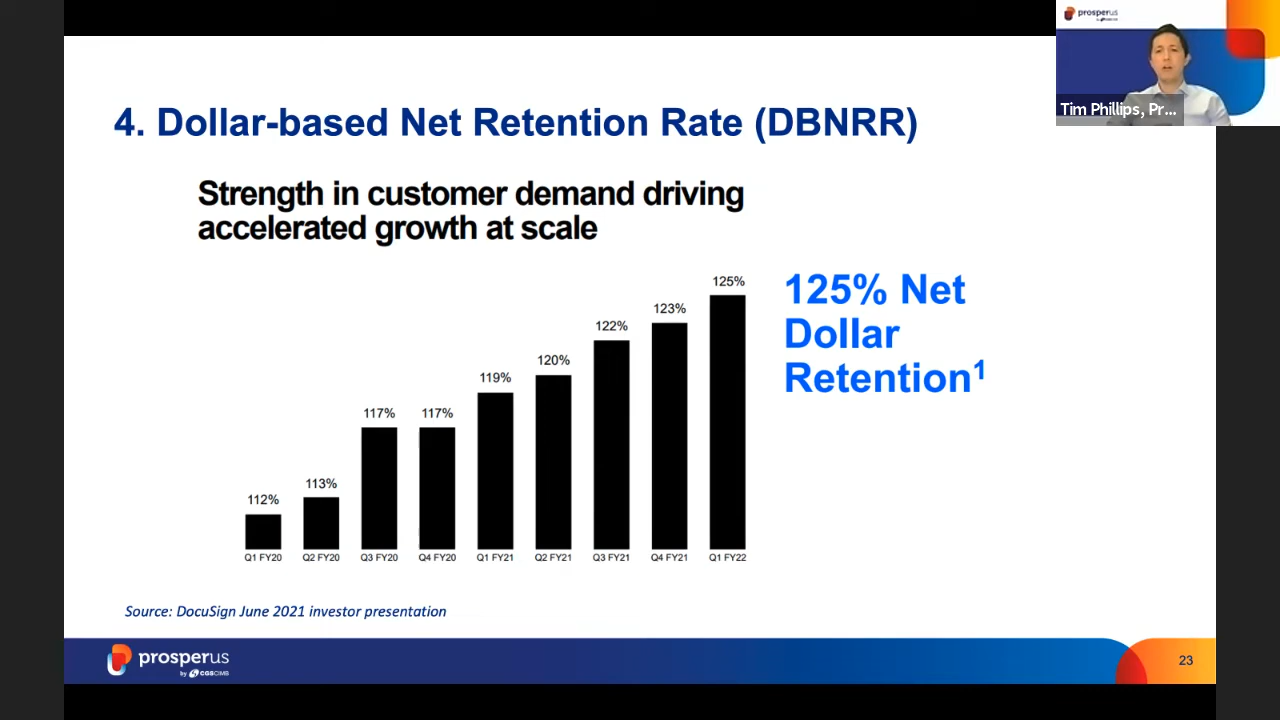 prosperus
Tim Phillips, Pr...
4. Dollar-based Net Retention Rate (DBNRR)
Strength in customer demand driving
accelerated growth at scale
125% Net
Dollar
Retention1
112%
113%
117%
117%
119%
120%
122%
123%
125%
Q1 FY20
Q2 FY20
Q3 FY20
Q4 FY20
Q1 FY21
Q2 FY21
Q3 FY21
Q4 FY21
Q1 FY22
Source: DocuSign June 2021 investor presentation
prosperus
by CGS CIMB
23